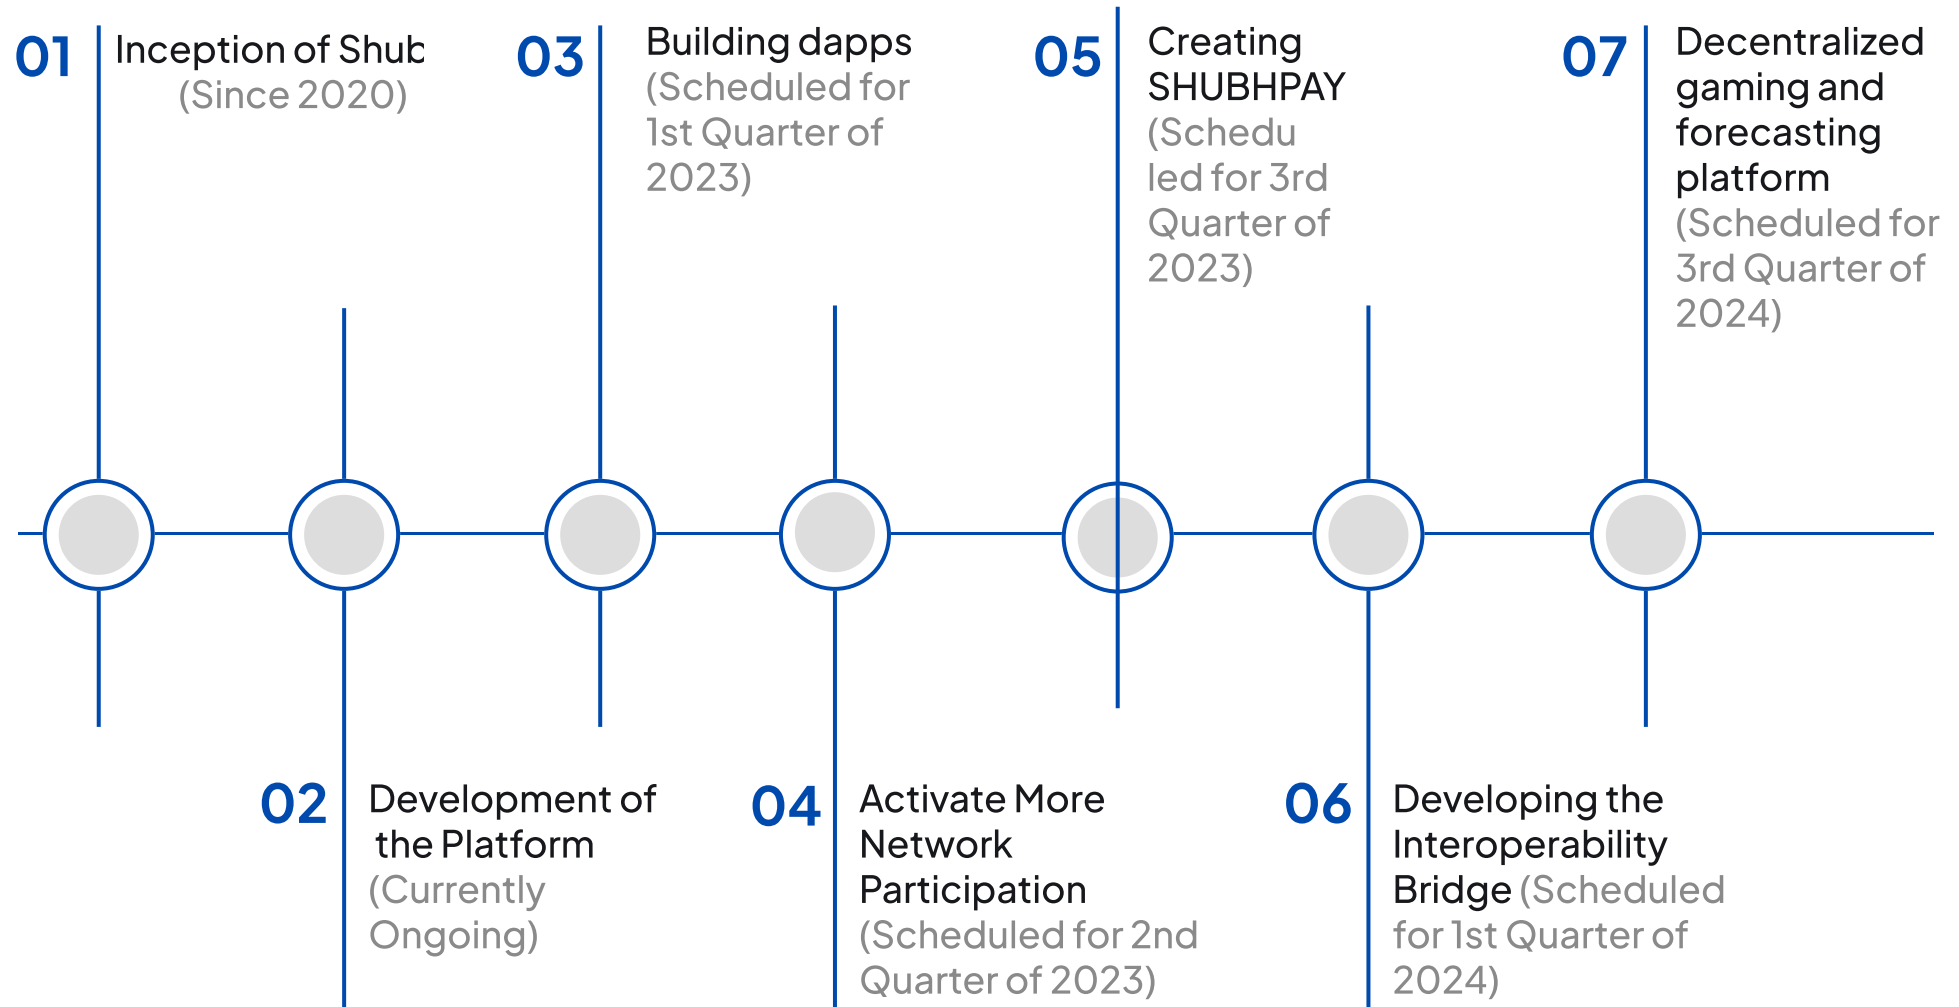 01
Inception of Shub
(Since 2020)
03
Building dapps
(Scheduled for
1st Quarter of
2023)
05
Creating
SHUBHPAY
(Schedu
led for 3rd
Quarter of
2023)
07
Decentralized
gaming and
forecasting
platform
(Scheduled for
3rd Quarter of
2024)
02
Development of
the Platform
(Currently
Ongoing)
04
Activate More
Network
Participation
(Scheduled for 2nd
Quarter of 2023)
06
Developing the
Interoperability
Bridge (Scheduled
for 1st Quarter of
2024)